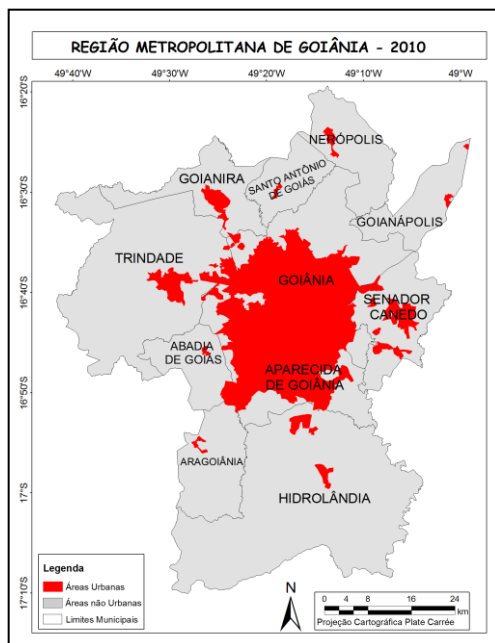 REGIÃO METROPOLITANA DE GOIÂNIA - 2010
49°40'W 49°30'W 49°20'W 49°10'W 49°W
16°20'S
16°30'S
16°40'S
16°50'S
17°S
17°10'S
NERÓPOLIS
GOIANIRA
SANTO ANTÔNIO
DE GOIÁS
GOIANÁPOLIS
TRINDADE
GOIÂNIA
SENADOR
CANEDO
ABADIA
DE GOIÁS
APARECIDA
DE GOIÂNIA
ARAGOIÂNIA
HIDROLÂNDIA
Legenda
Áreas Urbanas
Áreas não Urbanas
Limites Municipais
N
0 4 8 16 24
km
Projeção Cartográfica Plate Carrée